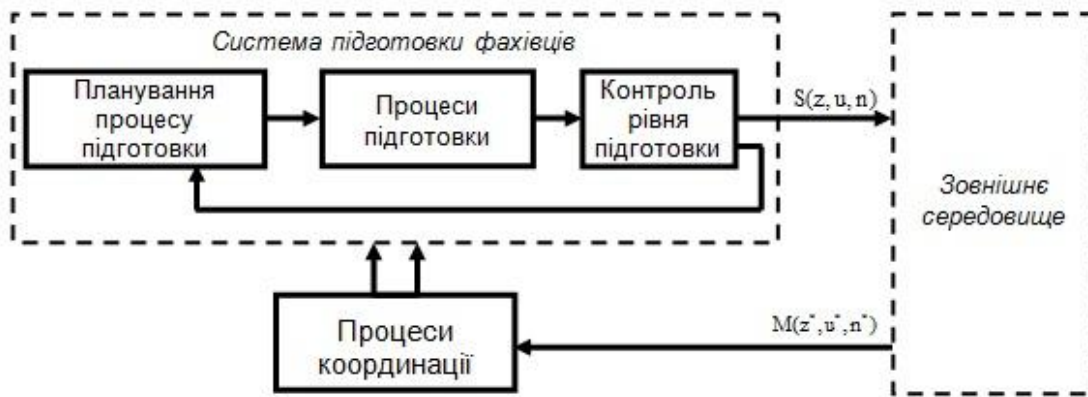 Система підготовки фахівців
Планування
процесу
підготовки
Процеси
підготовки
Контроль
рівня
підготовки
S(z, u, n)
Зовнішнє
середовище
Процеси
координації
M(z*,u*,n*)